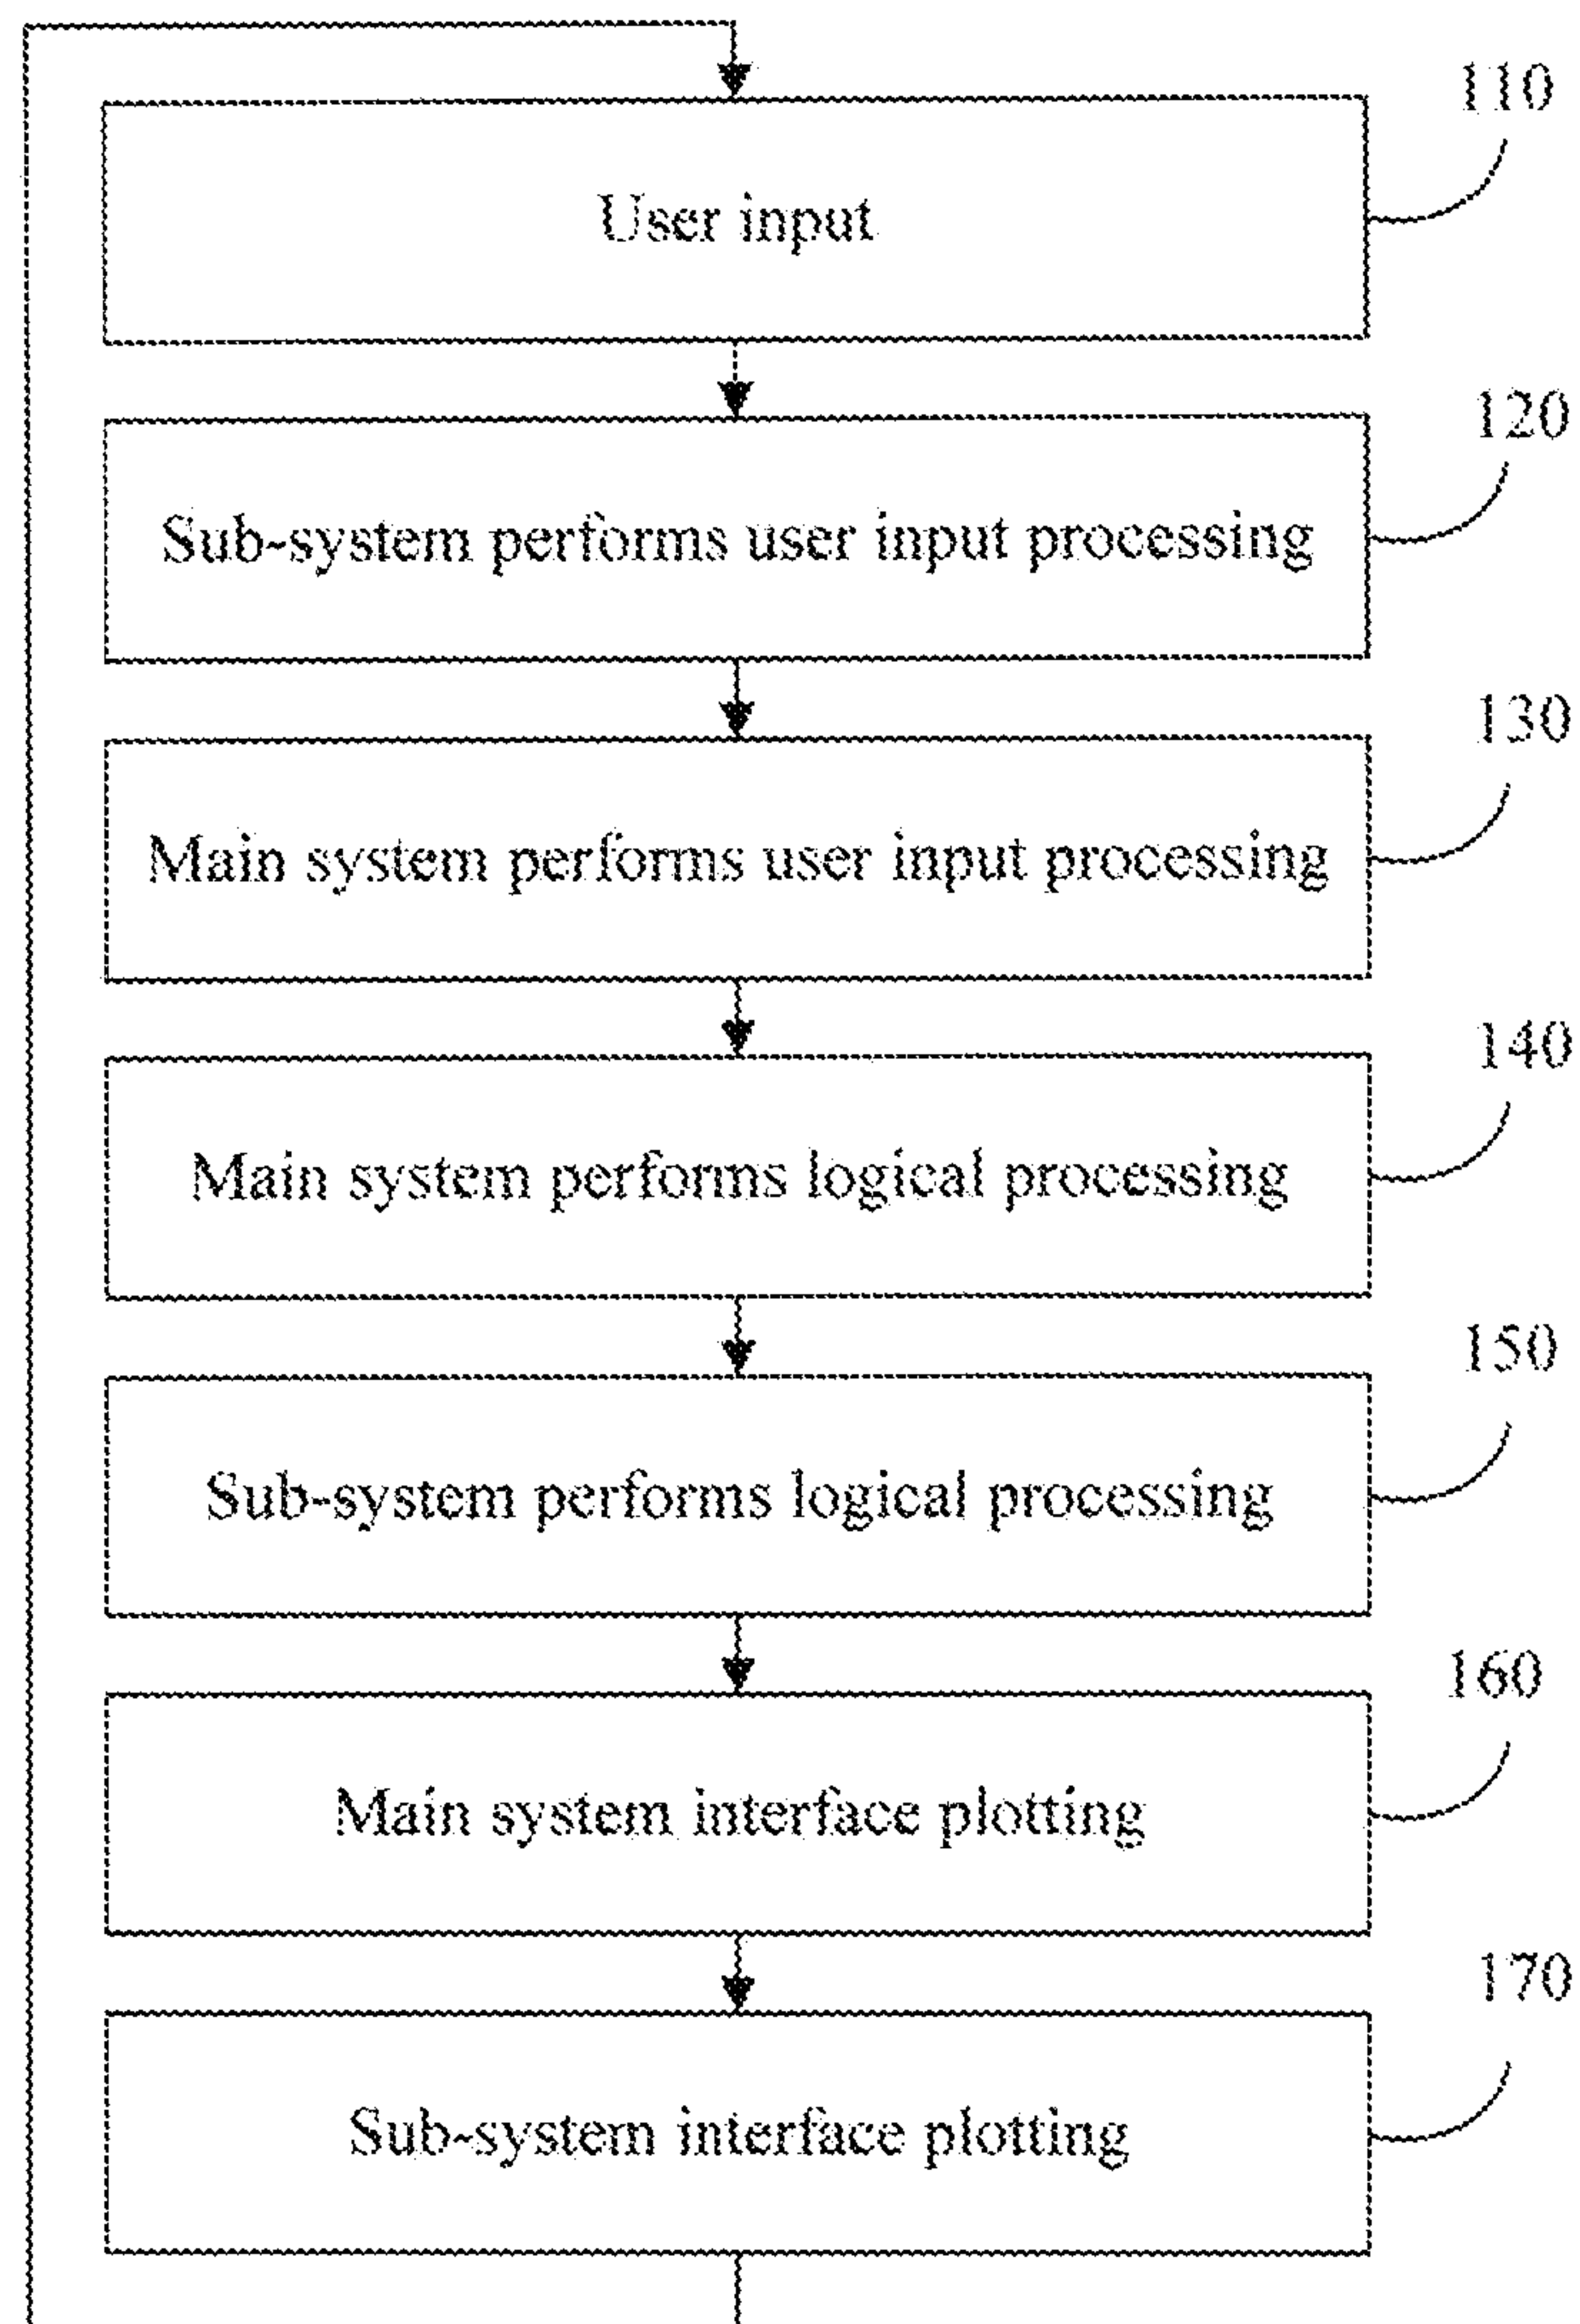 110
User input
120
Sub-system performs user input processing
130
Main system performs user input processing
140
Main system performs logical processing
150
Sub-system performs logical processing
160
Main system interface plotting
170
Sub-system interface plotting